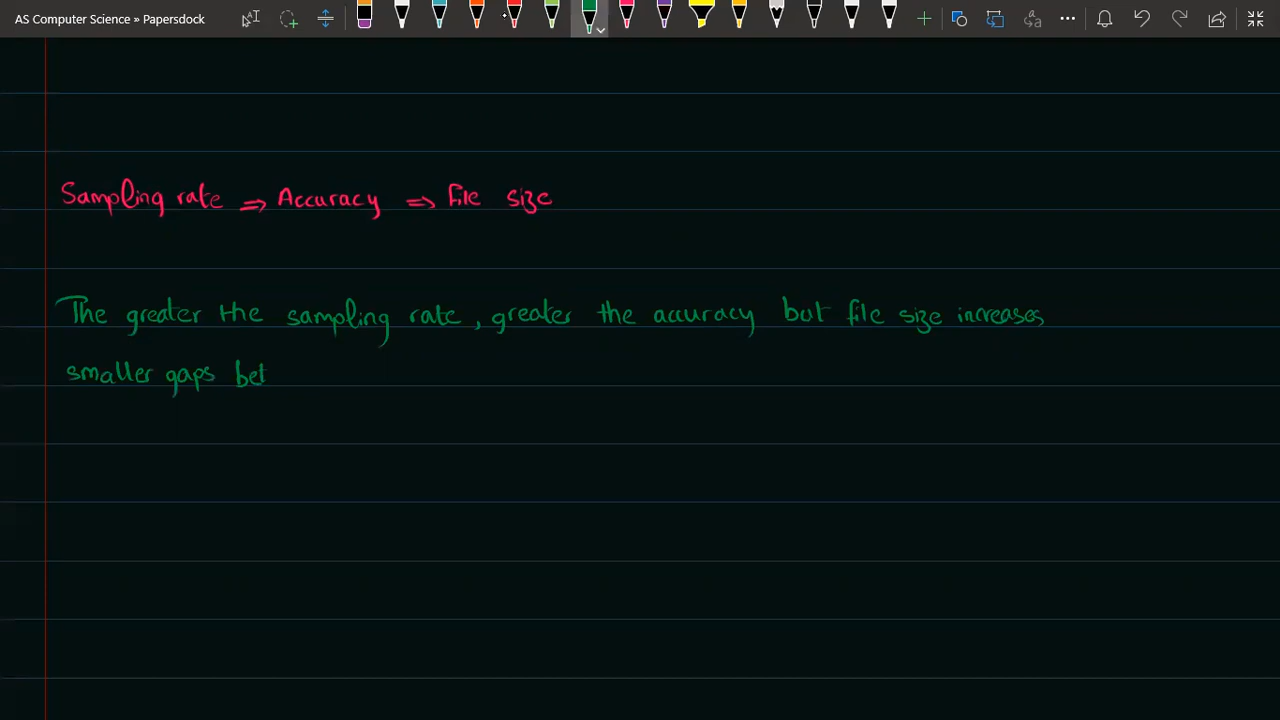 AS Computer Science » Papersdock
Sampling rate ⇒ Accuracy ⇒ File size
The greater the sampling rate, greater the accuracy but file size increases
smaller gaps bet